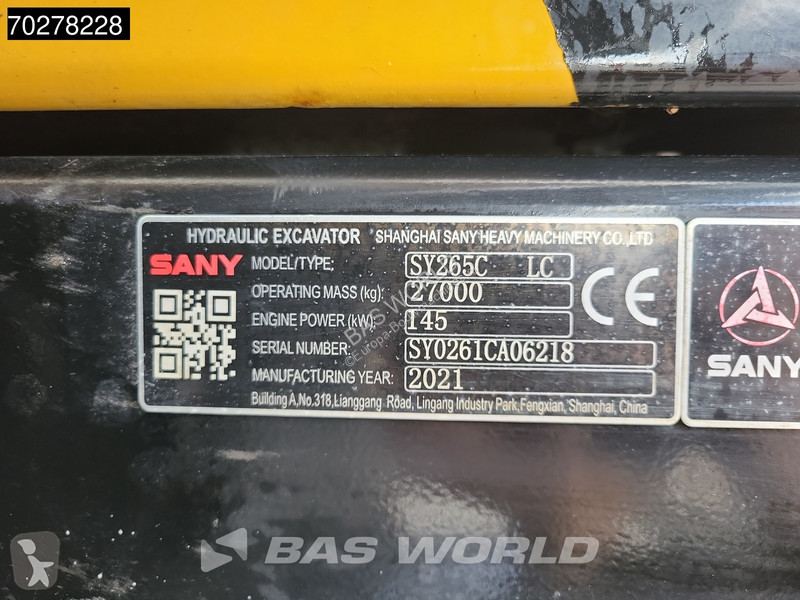 70278228
HYDRAULIC EXCAVATOR SHANGHAI SANY HEAVY MACHINERY CO.,LTD
SANY MODEL/TYPE: SY265C LC CE
OPERATING MASS (kg): 27000
ENGINE POWER (kW): 145
SERIAL NUMBER: SY0261CA06218
MANUFACTURING YEAR: 2021
Building A,No.318,Lianggang Road, Lingang Industry Park,Fengxian, Shanghai, China
SANY
BAS WORLD